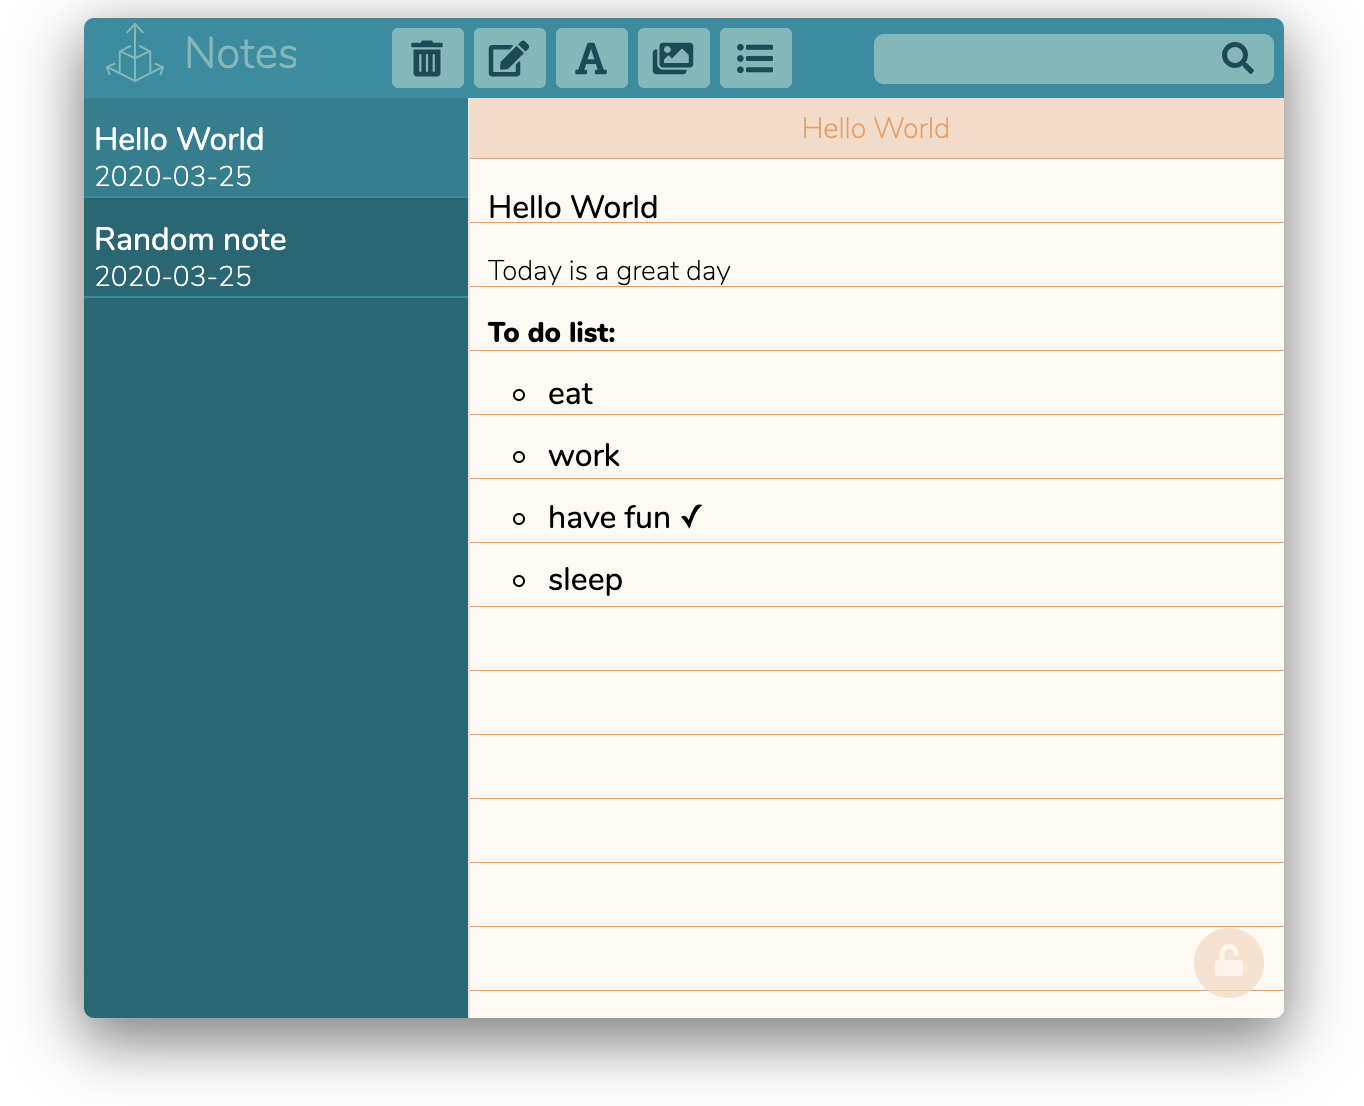 Notes
A
Hello World
2020-03-25
Random note
2020-03-25
Hello World
Hello World
Today is a great day
To do list:
eat
work
have fun ✓
sleep